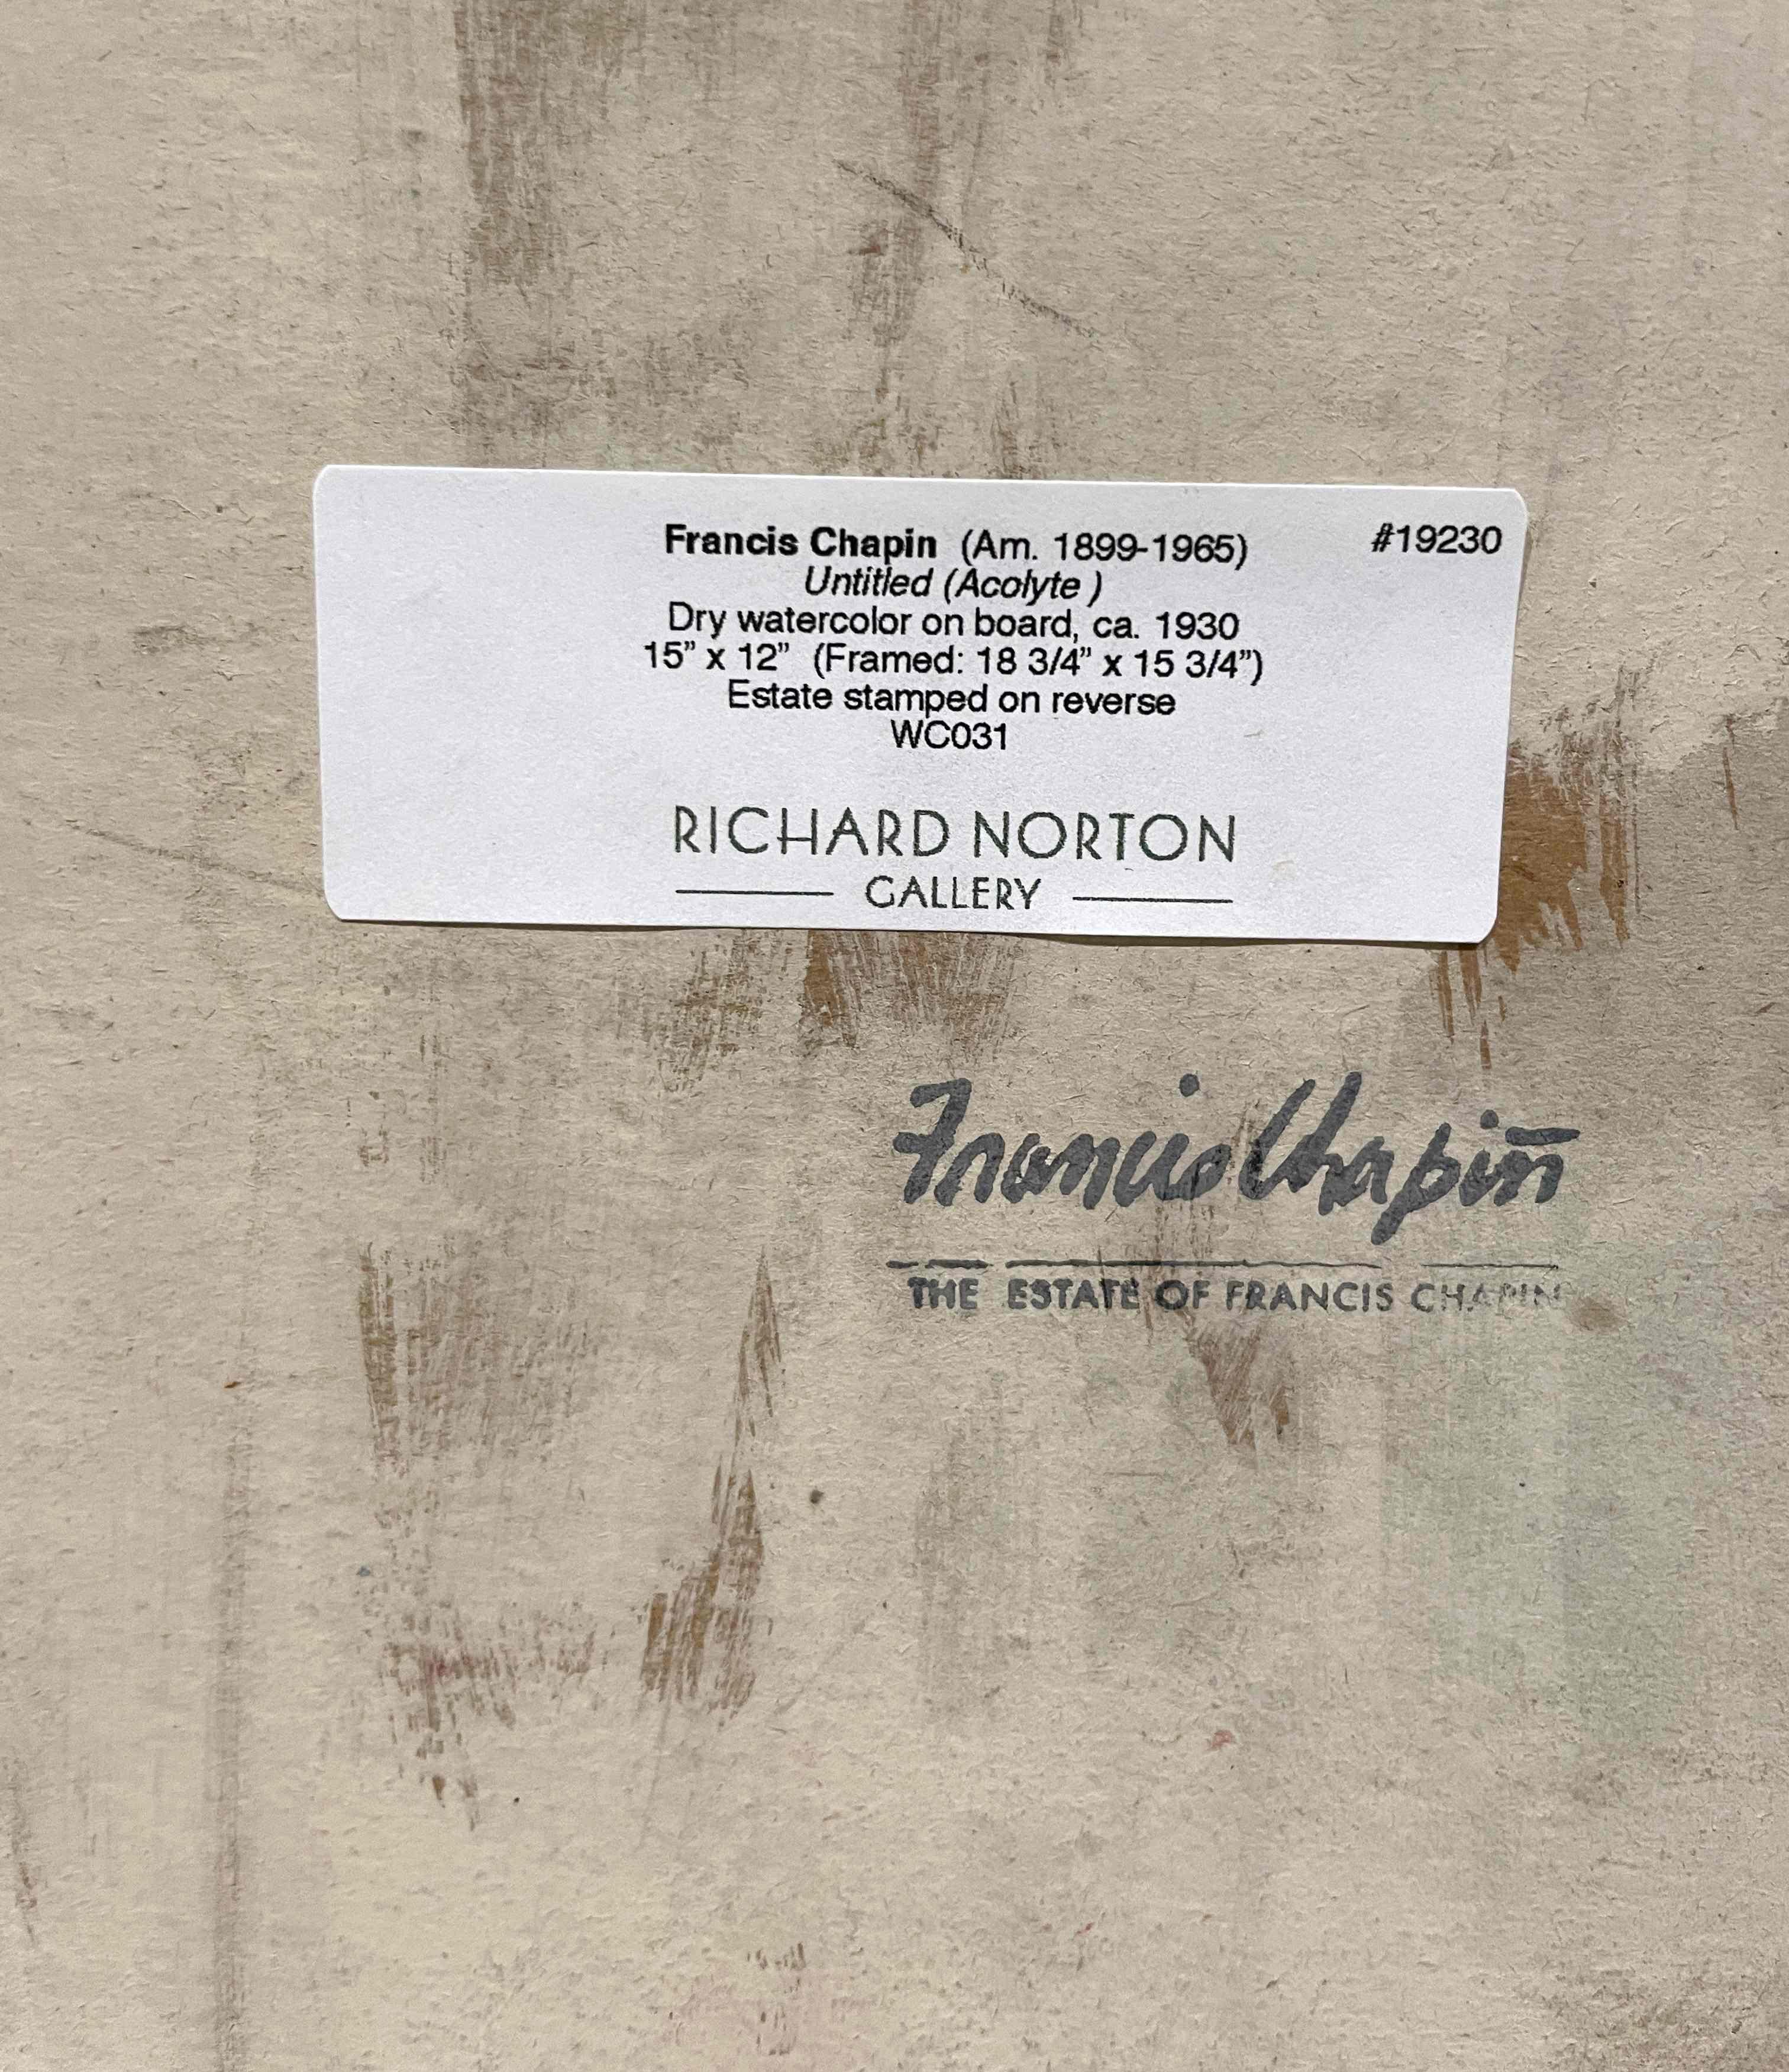 Francis Chapin (Am. 1899-1965) #19230
Untitled (Acolyte )
Dry watercolor on board, ca. 1930
15” x 12” (Framed: 18 3/4” x 15 3/4”)
Estate stamped on reverse
WC031
RICHARD NORTON
GALLERY
Francis Chapin
THE ESTATE OF FRANCIS CHAPIN